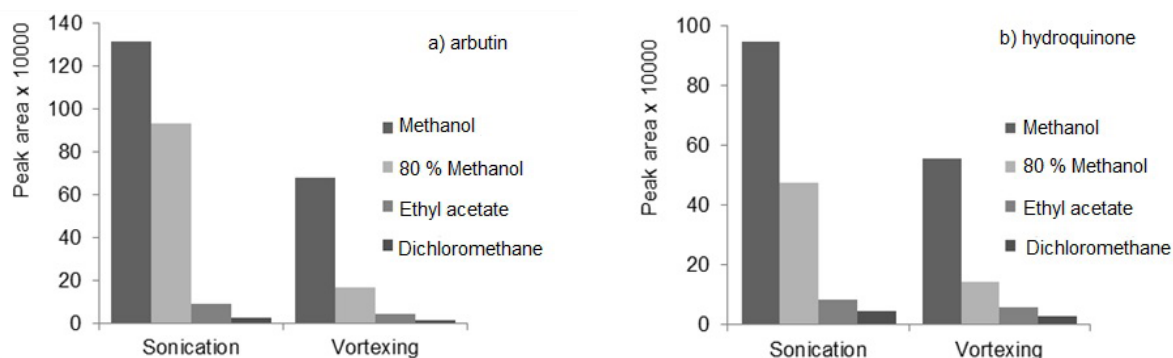 a) arbutin
Peak area x 10000
140
120
100
80
60
40
20
0
Methanol
80 % Methanol
Ethyl acetate
Dichloromethane
Sonication
Vortexing
b) hydroquinone
Peak area x 10000
100
80
60
40
20
0
Methanol
80 % Methanol
Ethyl acetate
Dichloromethane
Sonication
Vortexing